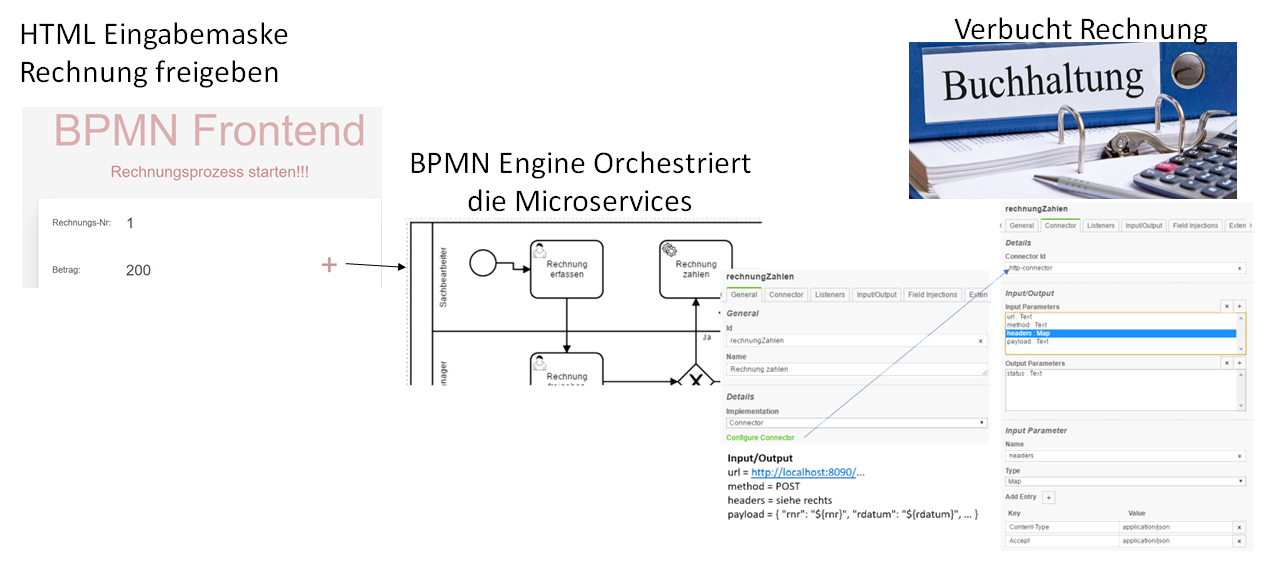 HTML Eingabemaske
Rechnung freigeben
BPMN Frontend
Rechnungsprozess starten!!!
Rechnungs-Nr: 1
Betrag: 200
+
BPMN Engine Orchestriert
die Microservices
Sachbearbeiter
Rechnung
erfassen
Rechnung
zahlen
Rechnung
Ja
X
rechnungZahlen
General Connector Listeners Input/Output Field Injections Exten
General
Id
rechnungZahlen ×
Name
Rechnung zahlen
Details
Implementation
Connector
Configure Connector
Input/Output
url = http://localhost:8090/...
method = POST
headers = siehe rechts
payload = { "rnr": "${rnr}", "rdatum": "${rdatum}", ... }
Verbucht Rechnung
Buchhaltung
rechnungZahlen
‹ General Connector Listeners Input/Output Field Injections Exten ›
Details
Connector Id
http-connector ×
Input/Output
Input Parameters × +
url : Text
method : Text
headers : Map
payload : Text
Output Parameters × +
status : Text
Input Parameter
Name
headers ×
Type
Map
Add Entry +
Key Value
Content-Type application/json ×
Accept application/json ×